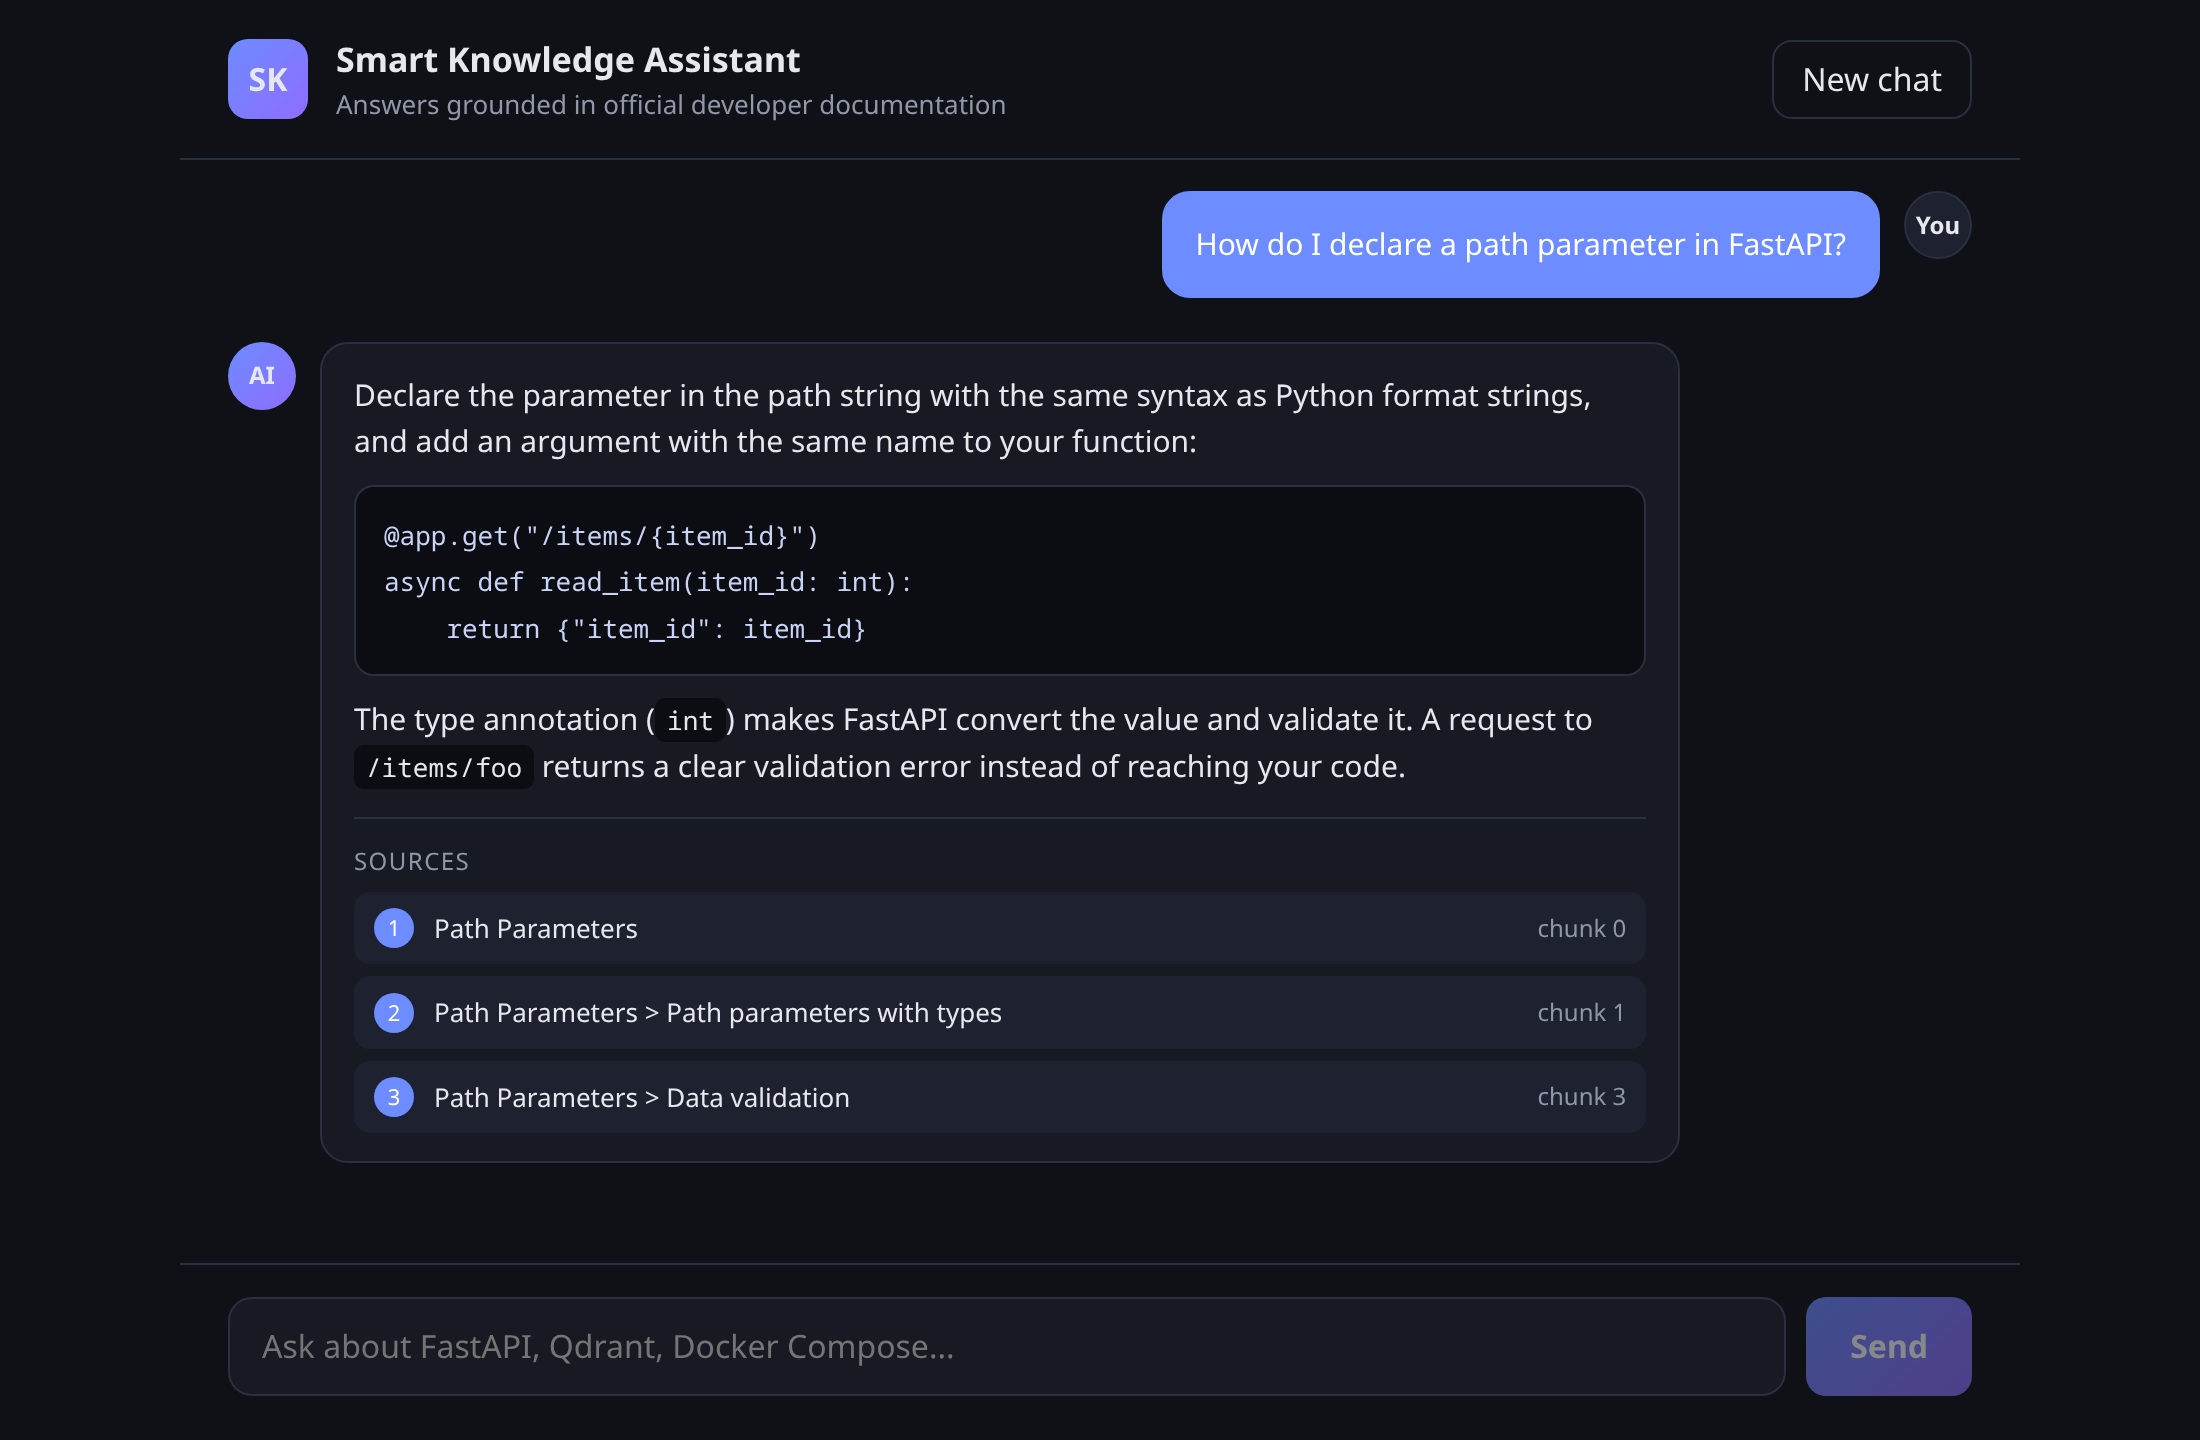 SK
Smart Knowledge Assistant
Answers grounded in official developer documentation
New chat
How do I declare a path parameter in FastAPI?
You
AI
Declare the parameter in the path string with the same syntax as Python format strings,
and add an argument with the same name to your function:
@app.get("/items/{item_id}")
async def read_item(item_id: int):
    return {"item_id": item_id}
The type annotation (int) makes FastAPI convert the value and validate it. A request to
/items/foo returns a clear validation error instead of reaching your code.
SOURCES
1 Path Parameters chunk 0
2 Path Parameters > Path parameters with types chunk 1
3 Path Parameters > Data validation chunk 3
Ask about FastAPI, Qdrant, Docker Compose...
Send